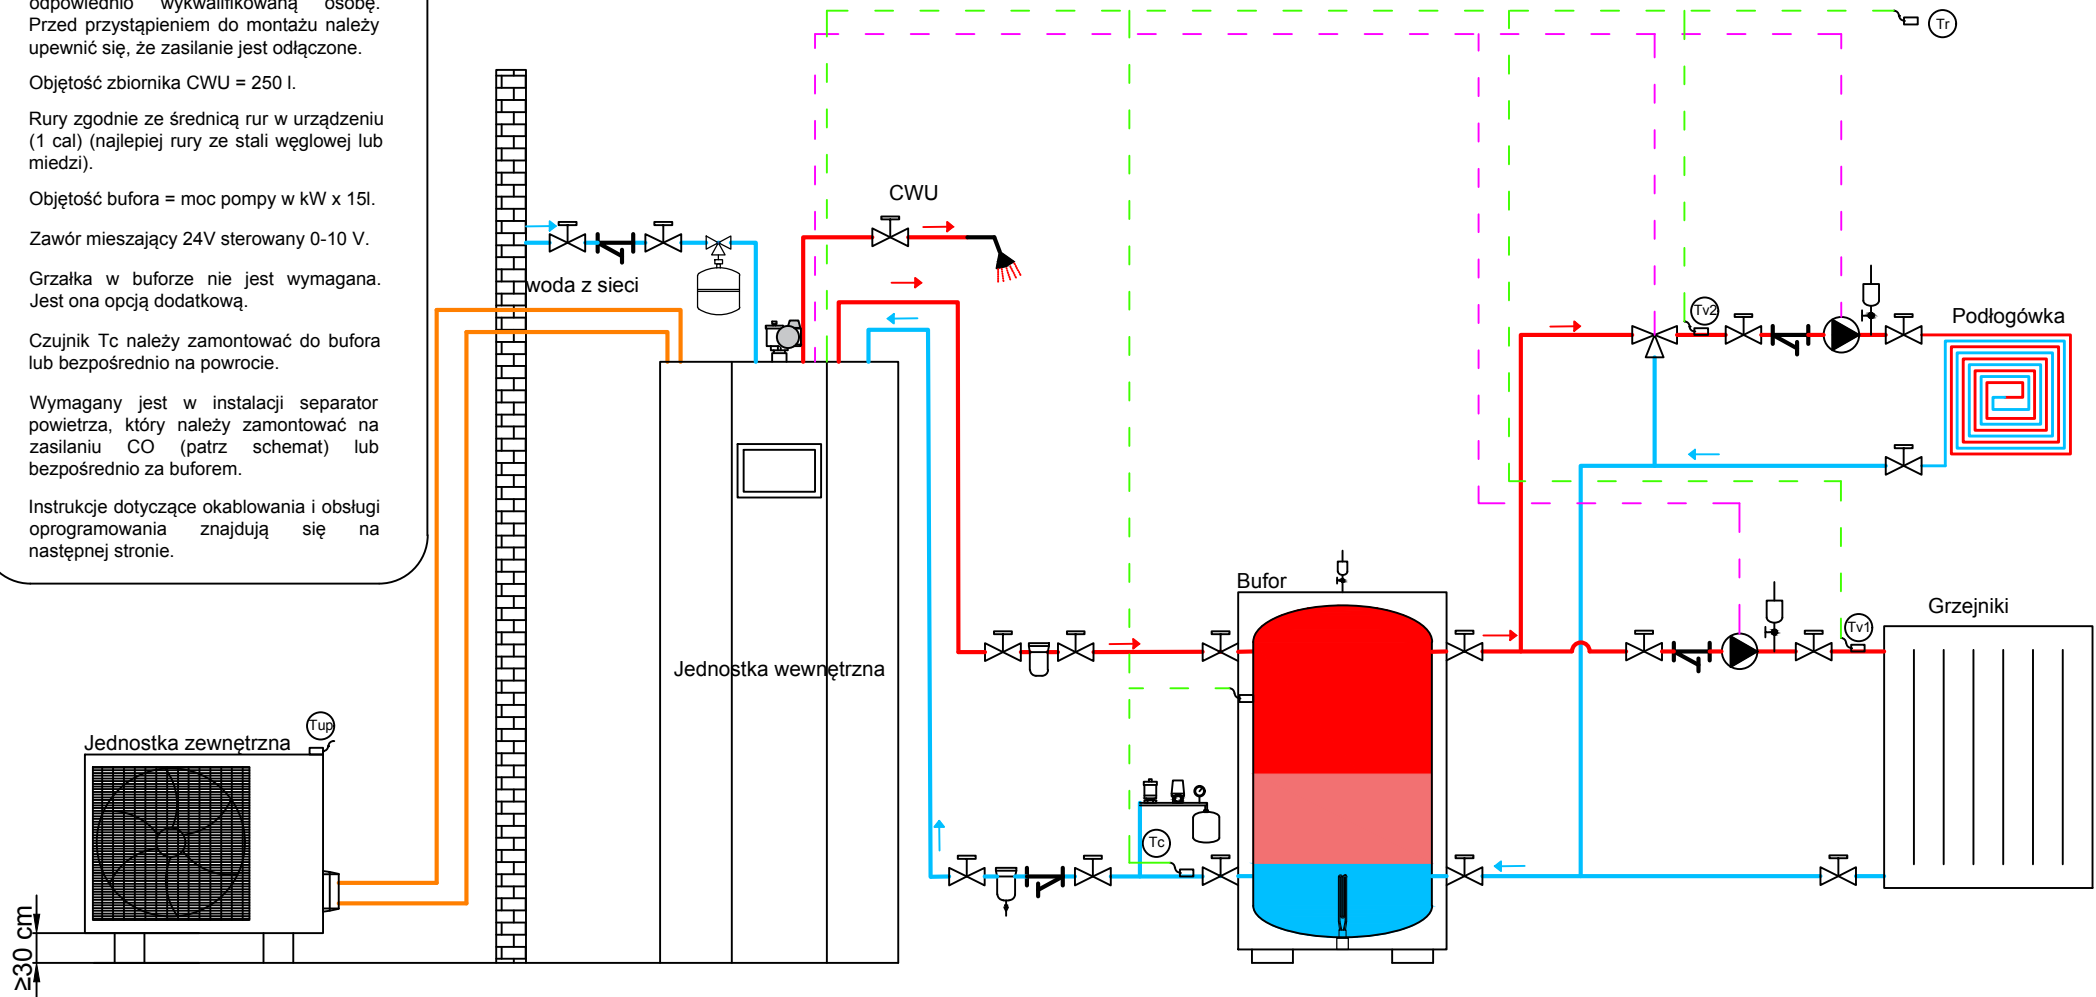 odpowiednio wykwalifikowaną osobę.
Przed przystąpieniem do montażu należy
upewnić się, że zasilanie jest odłączone.
Objętość zbiornika CWU = 250 l.
Rury zgodnie ze średnicą rur w urządzeniu
(1 cal) (najlepiej rury ze stali węglowej lub
miedzi).
Objętość bufora = moc pompy w kW x 15l.
Zawór mieszający 24V sterowany 0-10 V.
Grzałka w buforze nie jest wymagana.
Jest ona opcją dodatkową.
Czujnik Tc należy zamontować do bufora
lub bezpośrednio na powrocie.
Wymagany jest w instalacji separator
powietrza, który należy zamontować na
zasilaniu CO (patrz schemat) lub
bezpośrednio za buforem.
Instrukcje dotyczące okablowania i obsługi
oprogramowania znajdują się na
następnej stronie.
Tr
CWU
woda z sieci
Tv2
Podłogówka
Bufor
Grzejniki
Tv1
Jednostka wewnętrzna
Tup
Jednostka zewnętrzna
Tc
≥30 cm